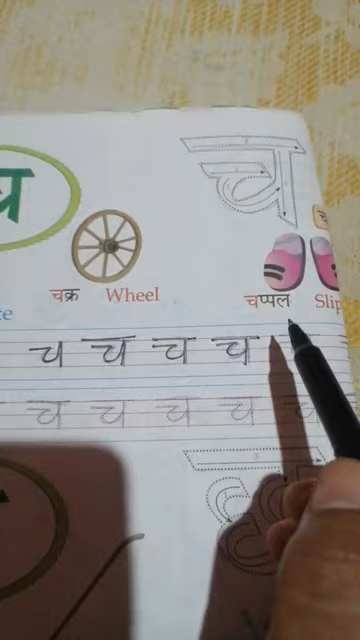 च
चक्र Wheel
चप्पल
च च च च
च च च च च